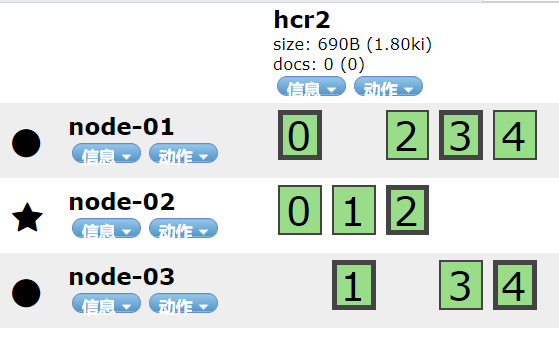 hcr2
size: 690B (1.80ki)
docs: 0 (0)
信息 动作
node-01
信息 动作
0 2 3 4
node-02
信息 动作
0 1 2
node-03
信息 动作
1 3 4